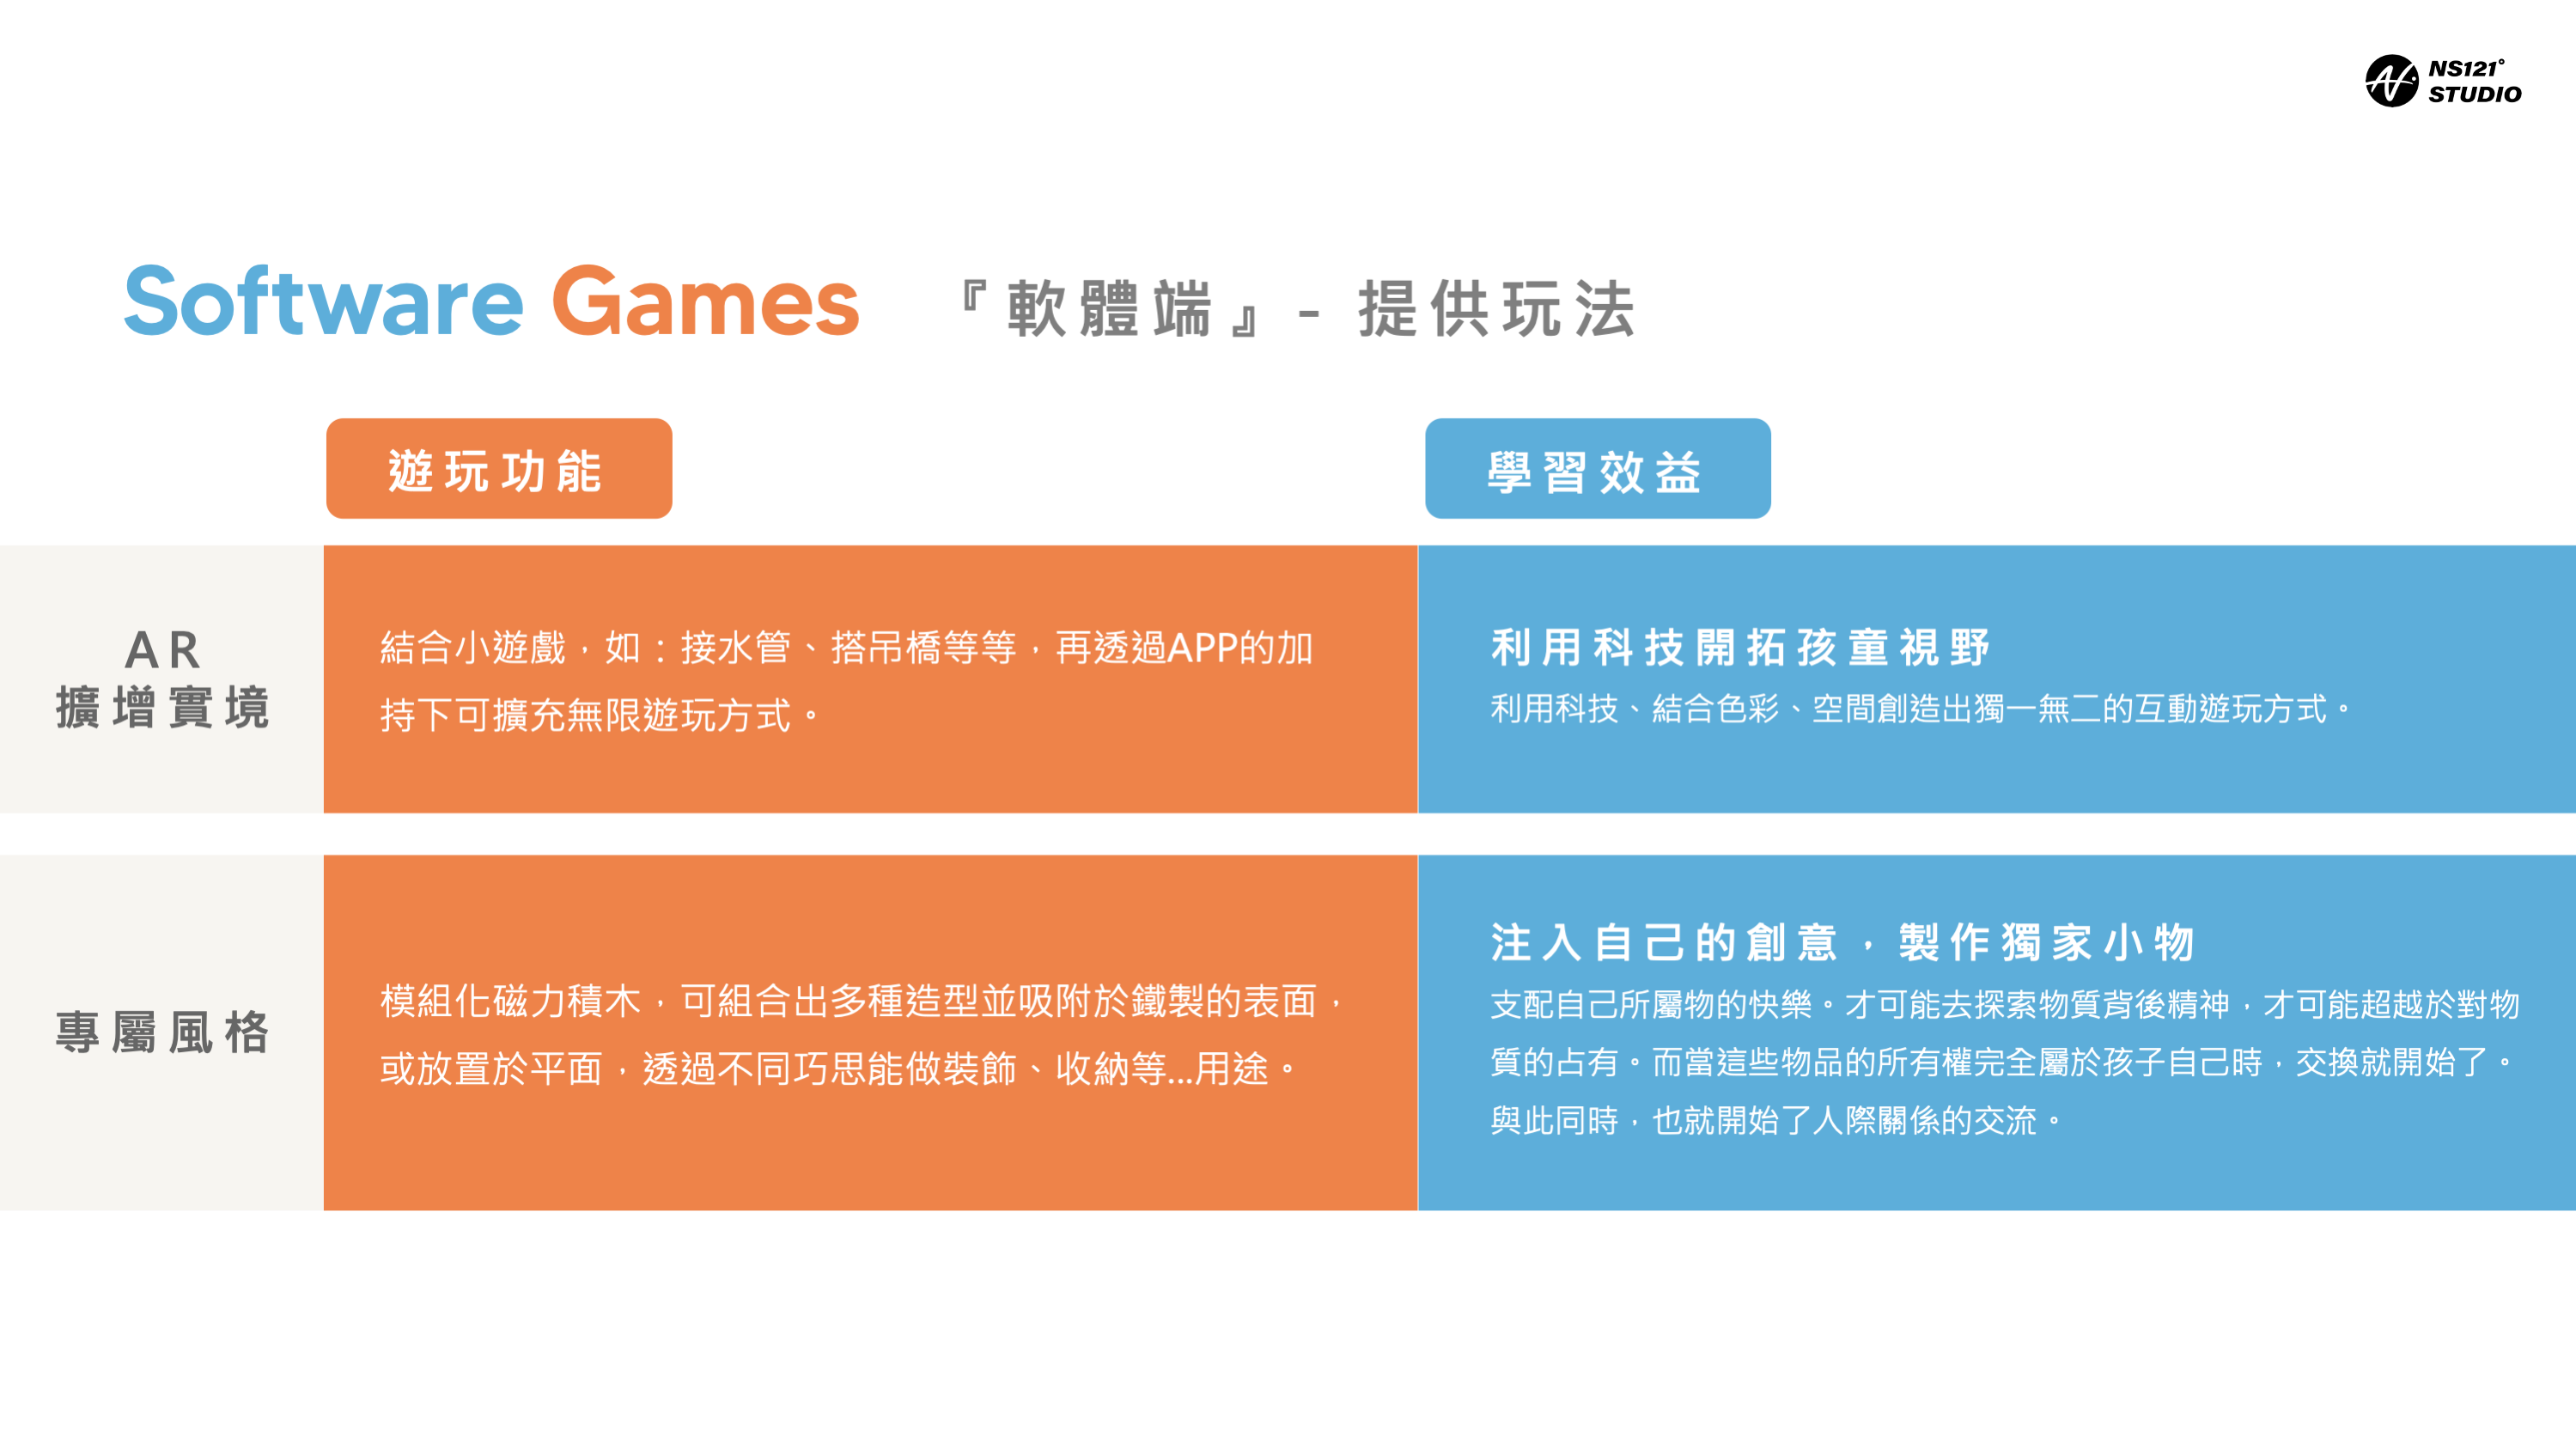 NS121°
STUDIO
Software Games 『軟體端』- 提供玩法
遊玩功能
學習效益
AR
擴增實境
結合小遊戲，如：接水管、搭吊橋等等，再透過APP的加
持下可擴充無限遊玩方式。
利用科技開拓孩童視野
利用科技、結合色彩、空間創造出獨一無二的互動遊玩方式。
專屬風格
模組化磁力積木，可組合出多種造型並吸附於鐵製的表面，
或放置於平面，透過不同巧思能做裝飾、收納等...用途。
注入自己的創意，製作獨家小物
支配自己所屬物的快樂。才可能去探索物質背後精神，才可能超越於對物
質的占有。而當這些物品的所有權完全屬於孩子自己時，交換就開始了。
與此同時，也就開始了人際關係的交流。